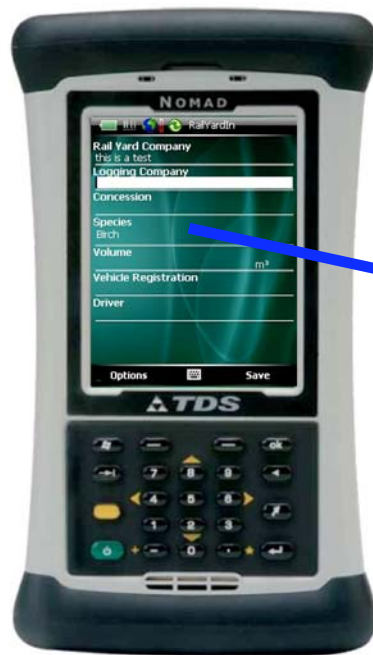 NOMAD
RailYardIn
Rail Yard Company
this is a test
Logging Company
Concession
Species
Birch
Volume
m³
Vehicle Registration
Driver
Options Save
TDS
ok
7 8 9
4 5 6
1 2 3
+ - 0 . *